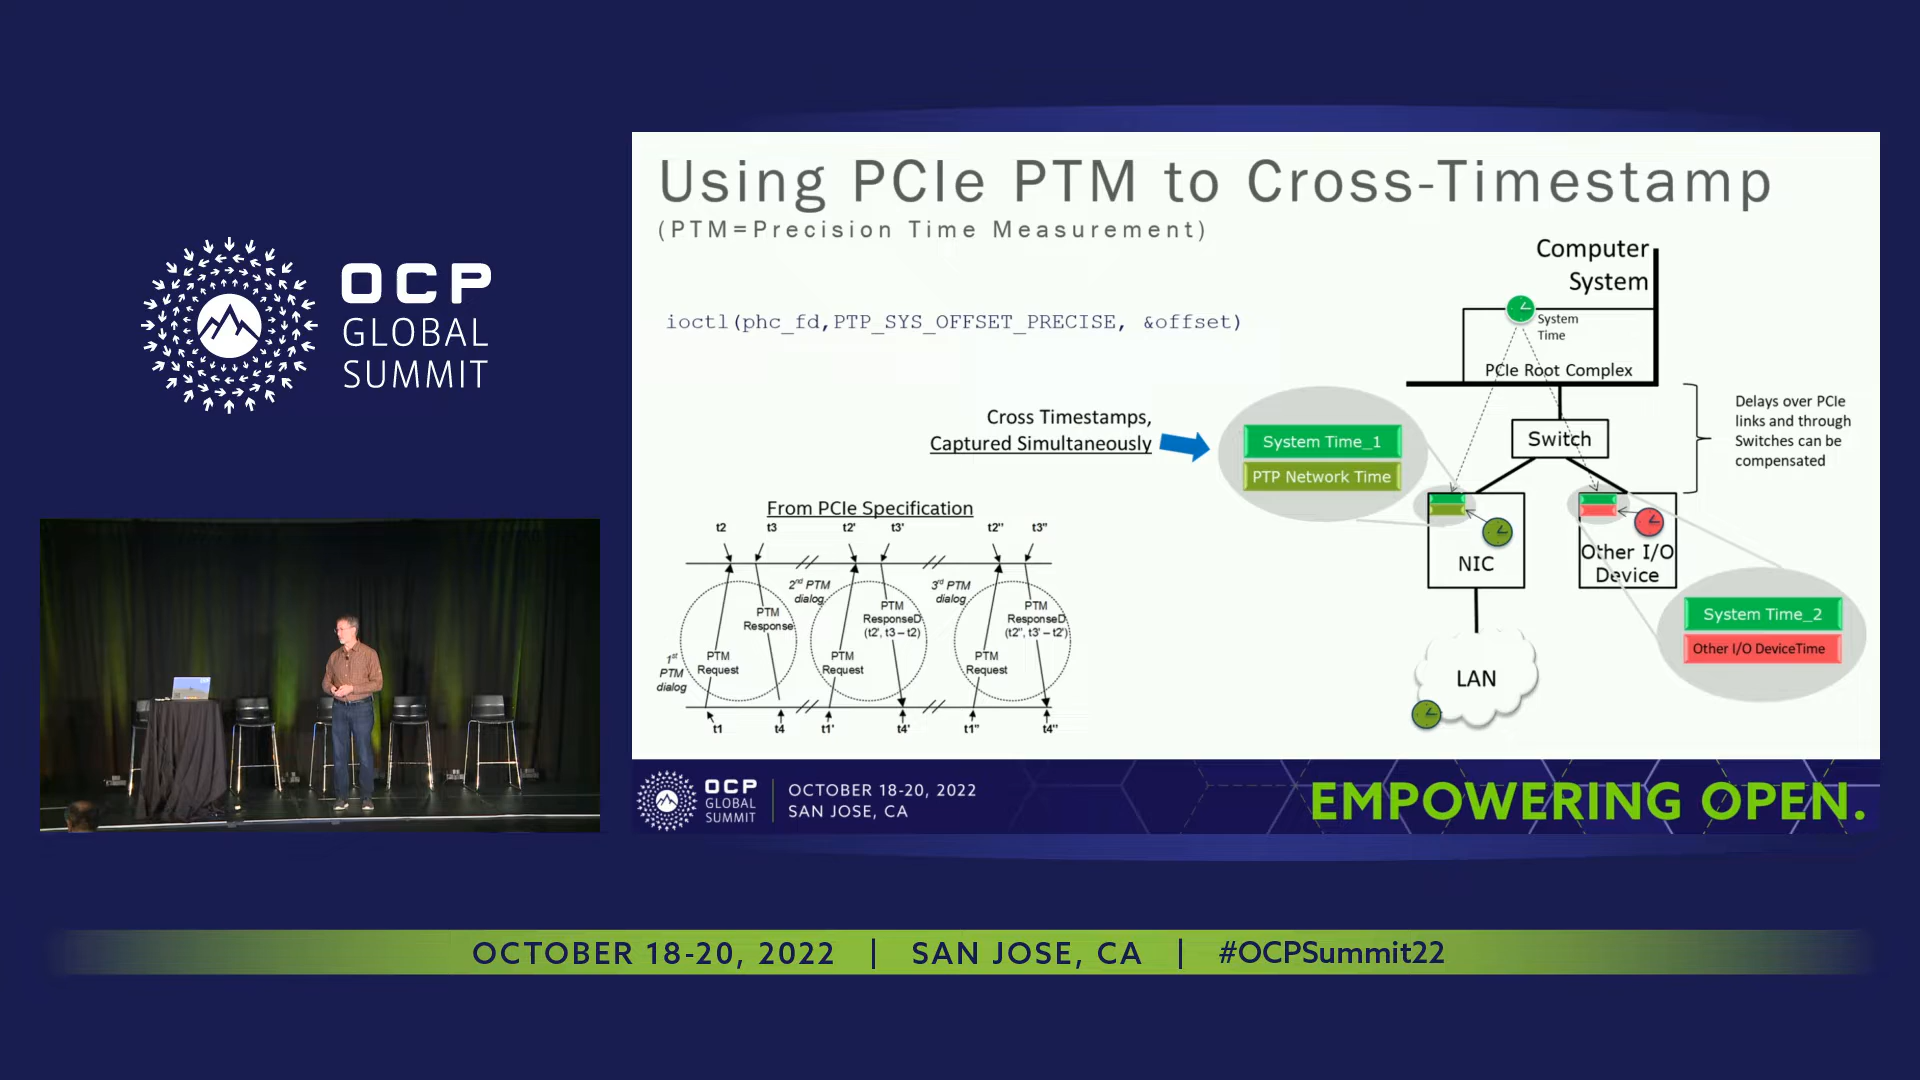 OCP
GLOBAL
SUMMIT
Using PCIe PTM to Cross-Timestamp
(PTM=Precision Time Measurement)
ioctl(phc_fd,PTP_SYS_OFFSET_PRECISE, &offset)
Computer
System
System
Time
PCIe Root Complex
Switch
Delays over PCIe
links and through
Switches can be
compensated
Cross Timestamps,
Captured Simultaneously
System Time_1
PTP Network Time
NIC
Other I/O
Device
System Time_2
Other I/O DeviceTime
LAN
From PCIe Specification
t2 t3 t2' t3' t2'' t3''
1st
PTM
dialog
PTM
Request
PTM
Response
2nd PTM
dialog
PTM
Request
PTM
ResponseD
(t2', t3 – t2)
3rd PTM
dialog
PTM
Request
PTM
ResponseD
(t2'', t3' – t2')
t1 t4 t1' t4' t1'' t4''
OCP
GLOBAL
SUMMIT
OCTOBER 18-20, 2022
SAN JOSE, CA
EMPOWERING OPEN.
OCTOBER 18-20, 2022 | SAN JOSE, CA | #OCPSummit22